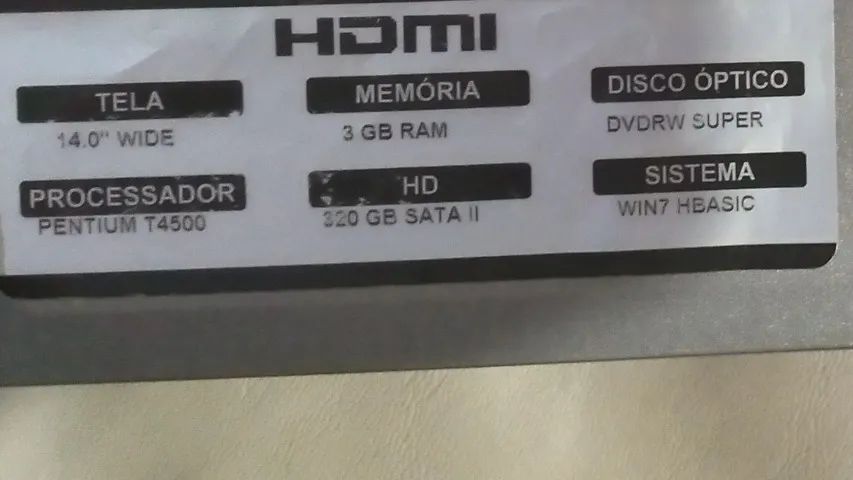 HDMI
TELA
14.0" WIDE
MEMÓRIA
3 GB RAM
DISCO ÓPTICO
DVDRW SUPER
PROCESSADOR
PENTIUM T4500
HD
320 GB SATA II
SISTEMA
WIN7 HBASIC